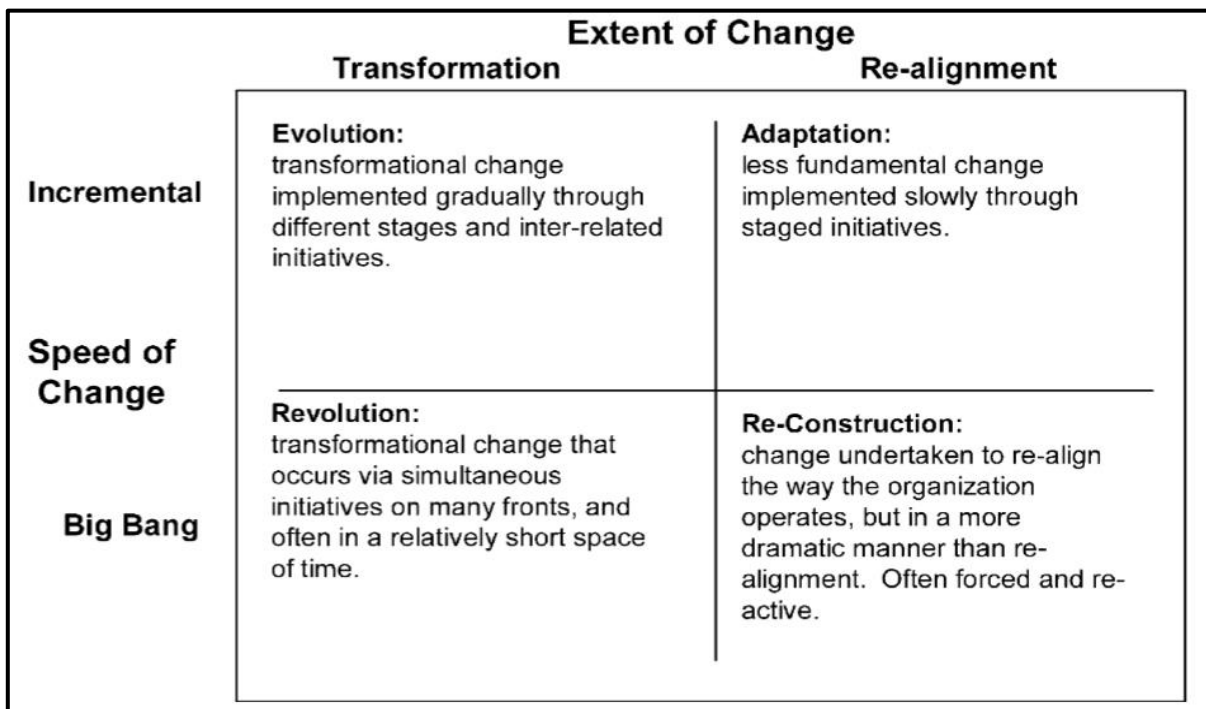 Extent of Change
Transformation
Re-alignment
Incremental
Evolution:
transformational change
implemented gradually through
different stages and inter-related
initiatives.
Adaptation:
less fundamental change
implemented slowly through
staged initiatives.
Speed of
Change
Big Bang
Revolution:
transformational change that
occurs via simultaneous
initiatives on many fronts, and
often in a relatively short space
of time.
Re-Construction:
change undertaken to re-align
the way the organization
operates, but in a more
dramatic manner than re-
alignment. Often forced and re-
active.